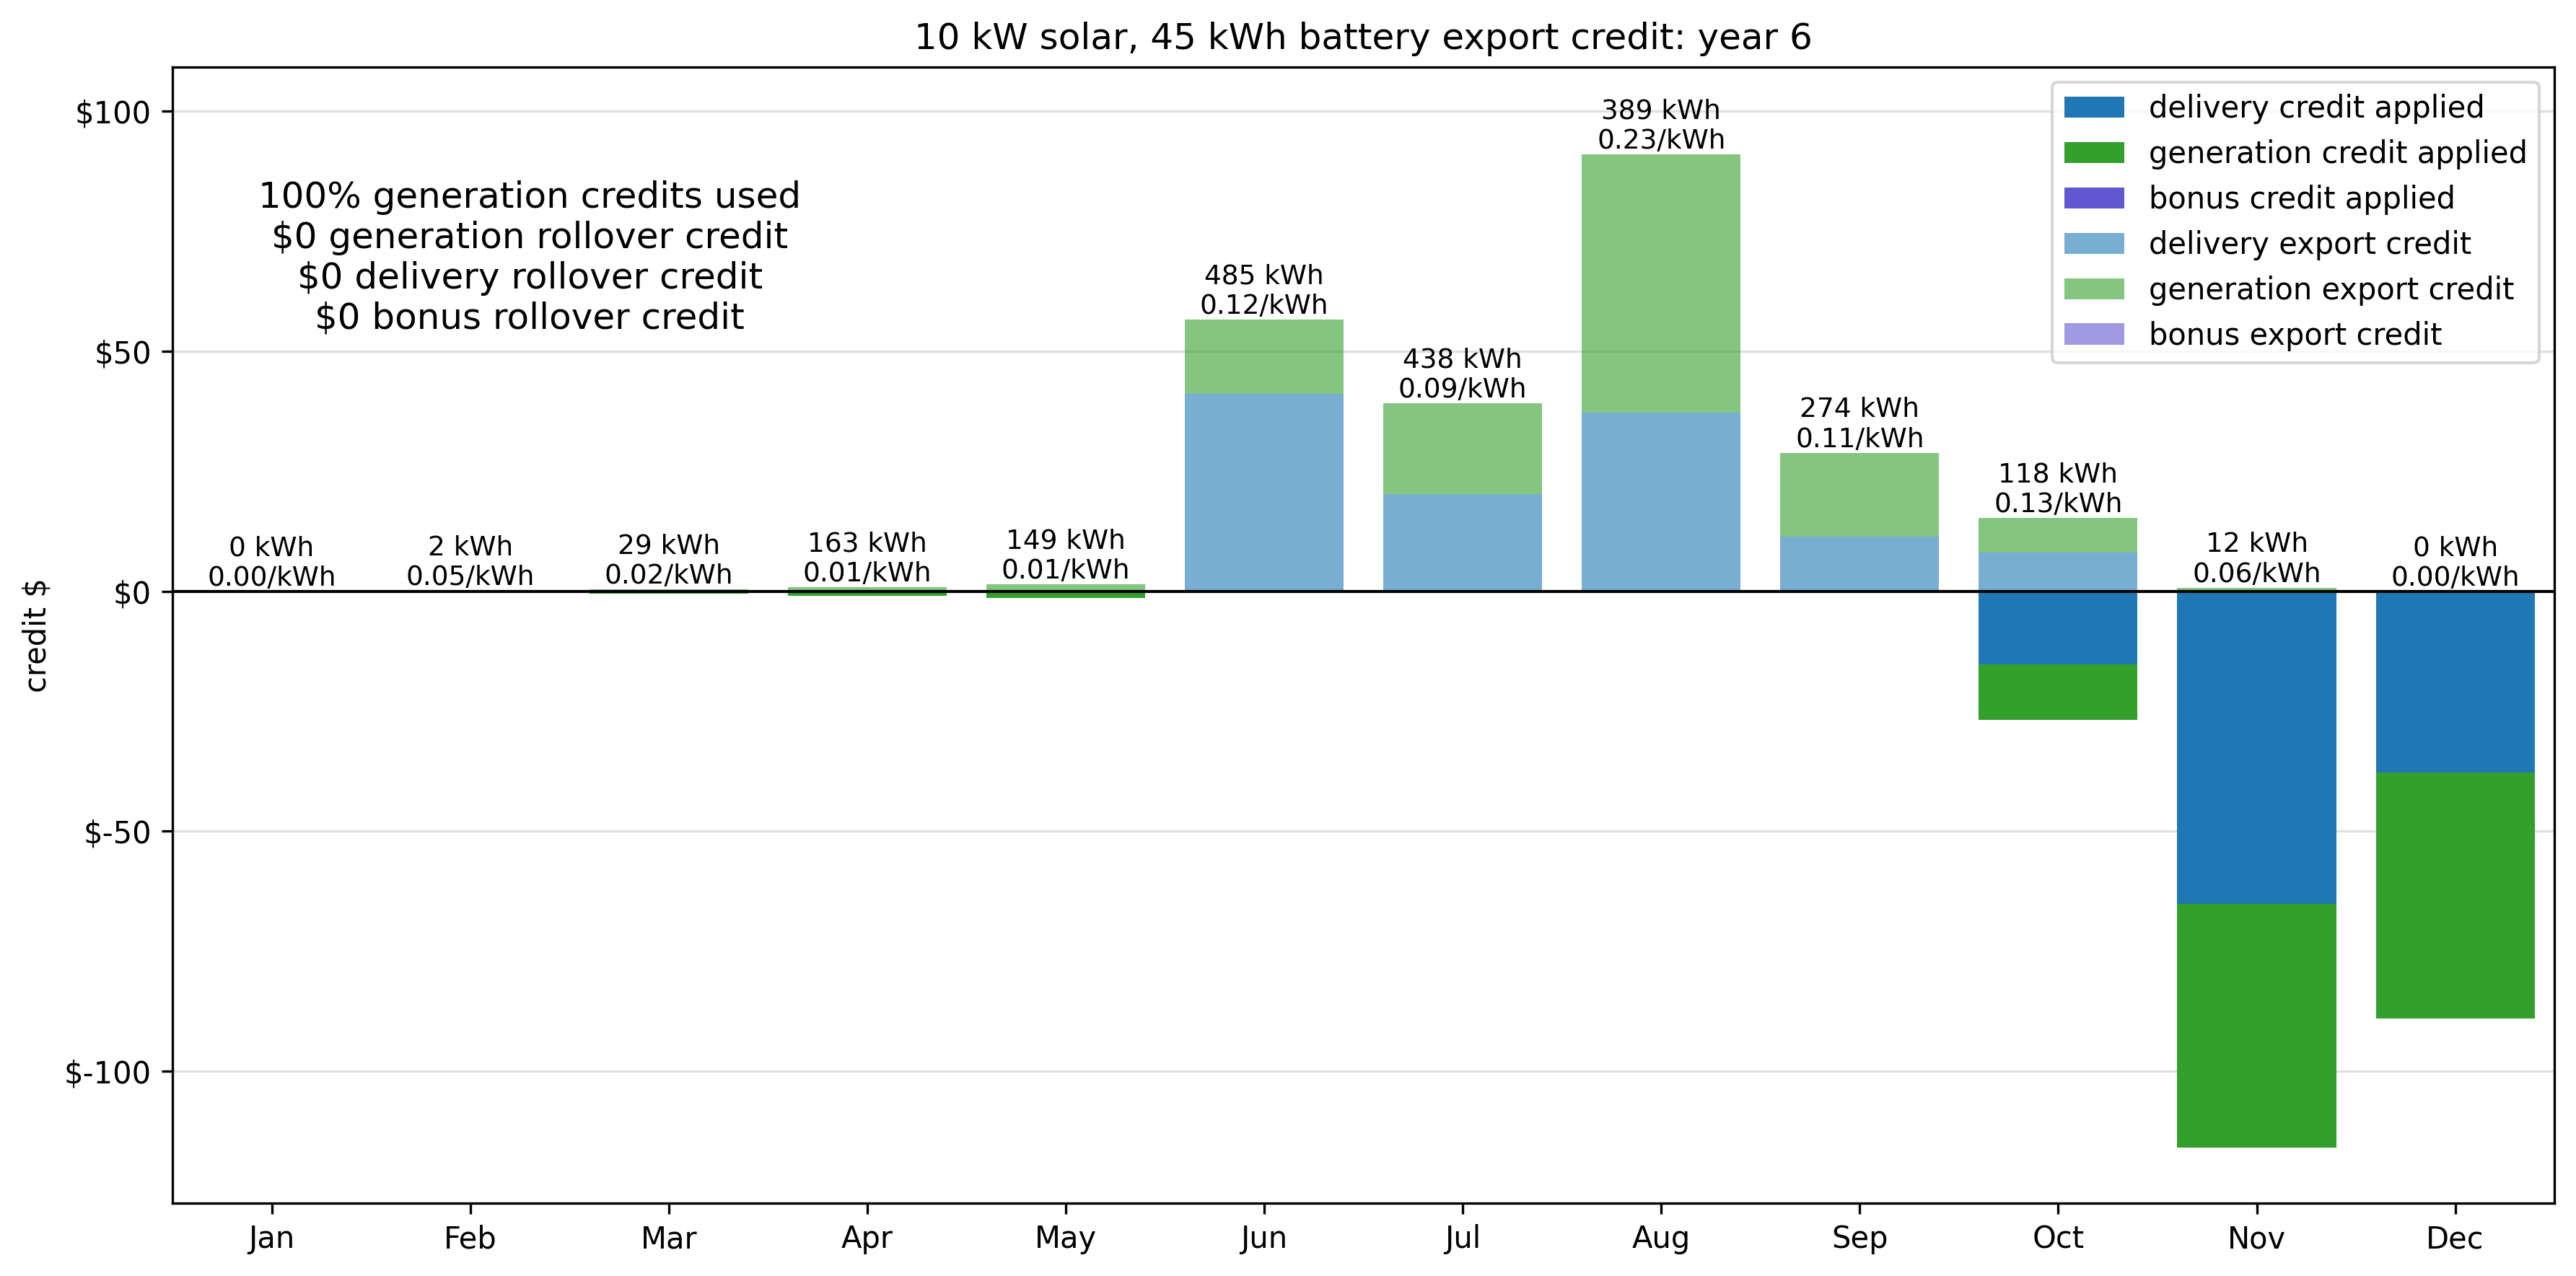 10 kW solar, 45 kWh battery export credit: year 6
credit $
$100
$50
$0
$-50
$-100
100% generation credits used
$0 generation rollover credit
$0 delivery rollover credit
$0 bonus rollover credit
delivery credit applied
generation credit applied
bonus credit applied
delivery export credit
generation export credit
bonus export credit
0 kWh
0.00/kWh
2 kWh
0.05/kWh
29 kWh
0.02/kWh
163 kWh
0.01/kWh
149 kWh
0.01/kWh
485 kWh
0.12/kWh
438 kWh
0.09/kWh
389 kWh
0.23/kWh
274 kWh
0.11/kWh
118 kWh
0.13/kWh
12 kWh
0.06/kWh
0 kWh
0.00/kWh
Jan Feb Mar Apr May Jun Jul Aug Sep Oct Nov Dec